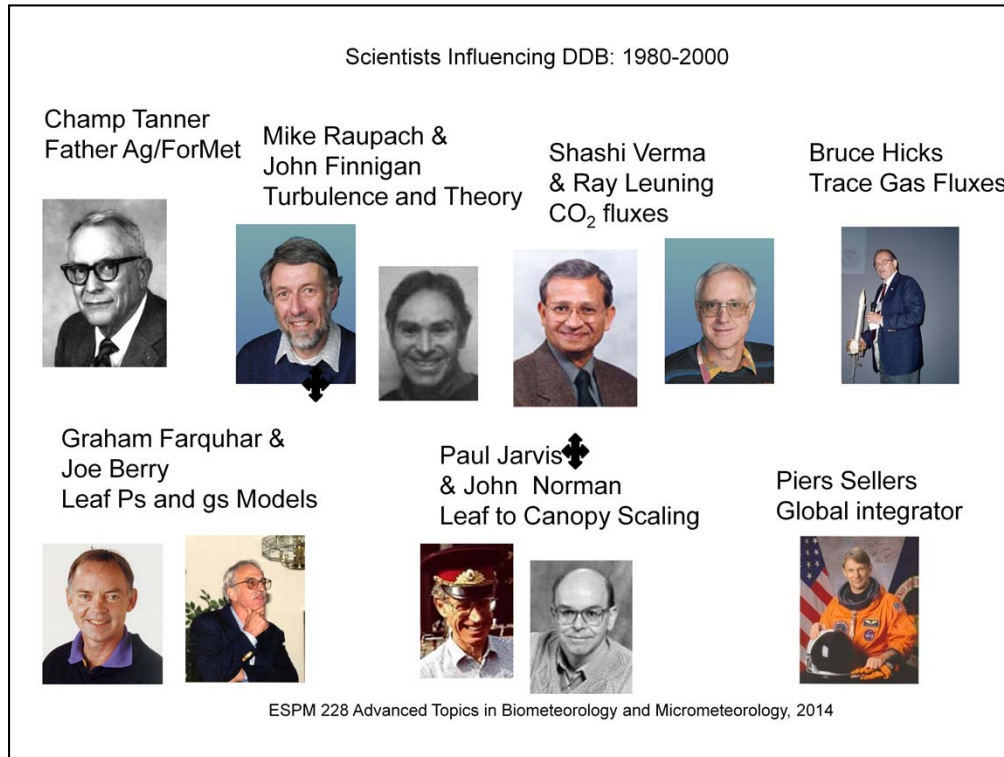 Scientists Influencing DDB: 1980-2000
Champ Tanner
Father Ag/ForMet
Mike Raupach &
John Finnigan
Turbulence and Theory
Shashi Verma
& Ray Leuning
CO₂ fluxes
Bruce Hicks
Trace Gas Fluxes
Graham Farquhar &
Joe Berry
Leaf Ps and gs Models
Paul Jarvis
& John Norman
Leaf to Canopy Scaling
Piers Sellers
Global integrator
ESPM 228 Advanced Topics in Biometeorology and Micrometeorology, 2014